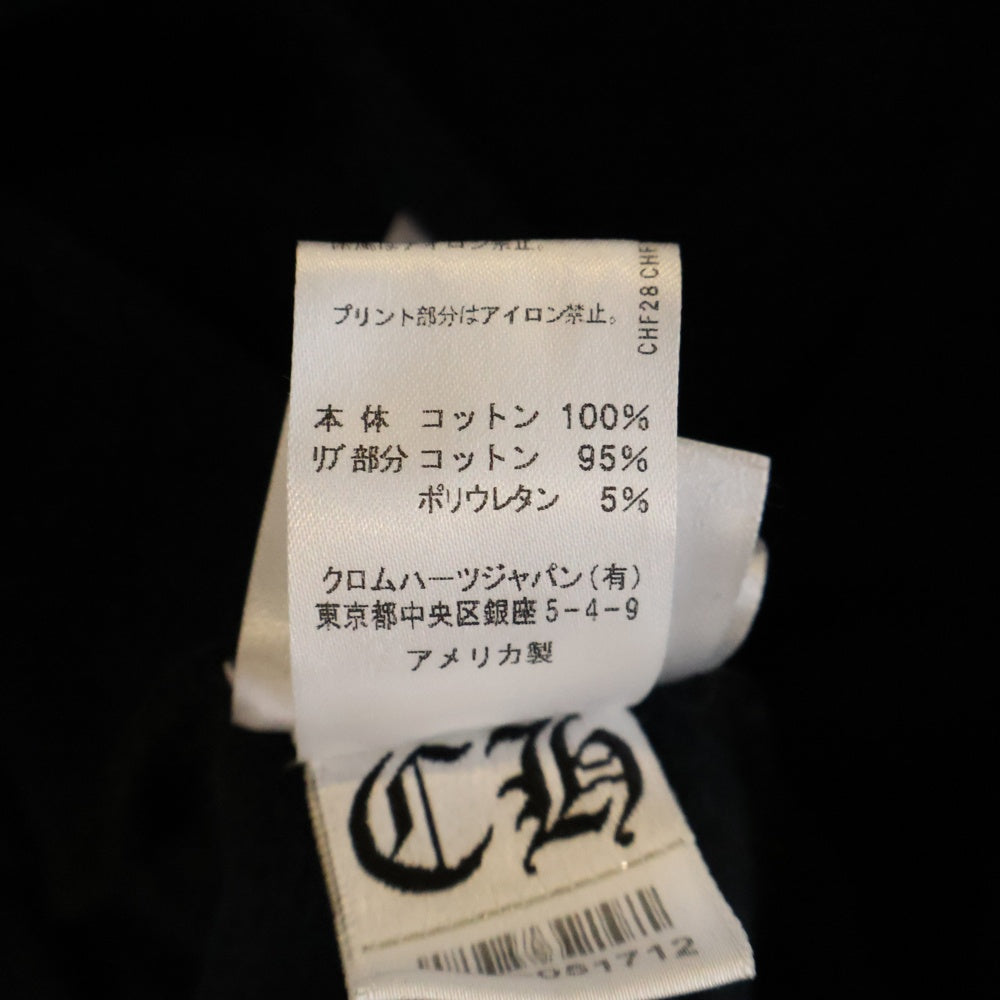 プリント部分はアイロン禁止。
CHF28 CHF
本体 コットン 100%
リブ部分 コットン 95%
ポリウレタン 5%
クロムハーツジャパン(有)
東京都中央区銀座5-4-9
アメリカ製
CH
051712